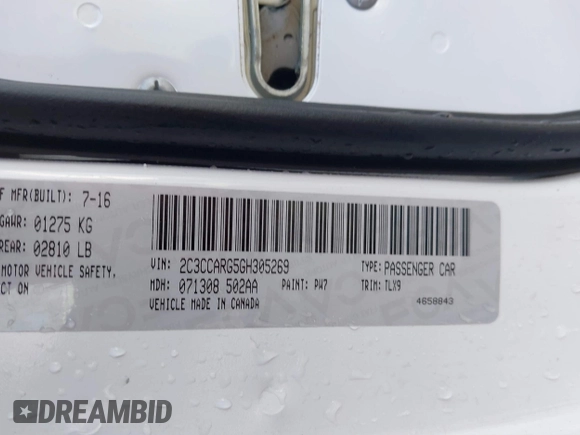 F MFR(BUILT): 7-16
GAWR: 01275 KG
REAR: 02810 LB
MOTOR VEHICLE SAFETY,
CT ON
VIN: 2C3CCARG5GH305269
TYPE: PASSENGER CAR
MDH: 071308 502AA
PAINT: PW7
TRIM: TLX9
VEHICLE MADE IN CANADA
4658843
DREAMBID